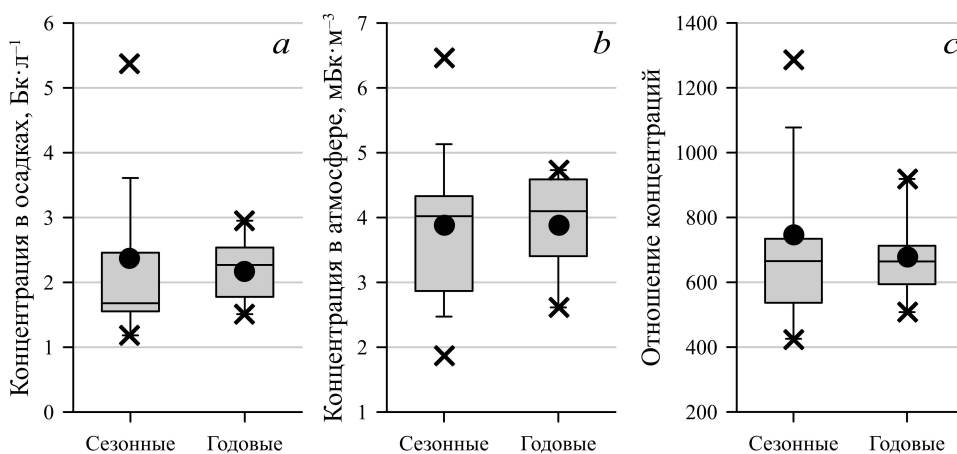 Концентрация в осадках, Бк·л⁻¹
6
5
4
3
2
1
0
a
Сезонные Годовые
Концентрация в атмосфере, мБк·м⁻³
7
6
5
4
3
2
1
b
Сезонные Годовые
Отношение концентраций
1400
1200
1000
800
600
400
200
c
Сезонные Годовые